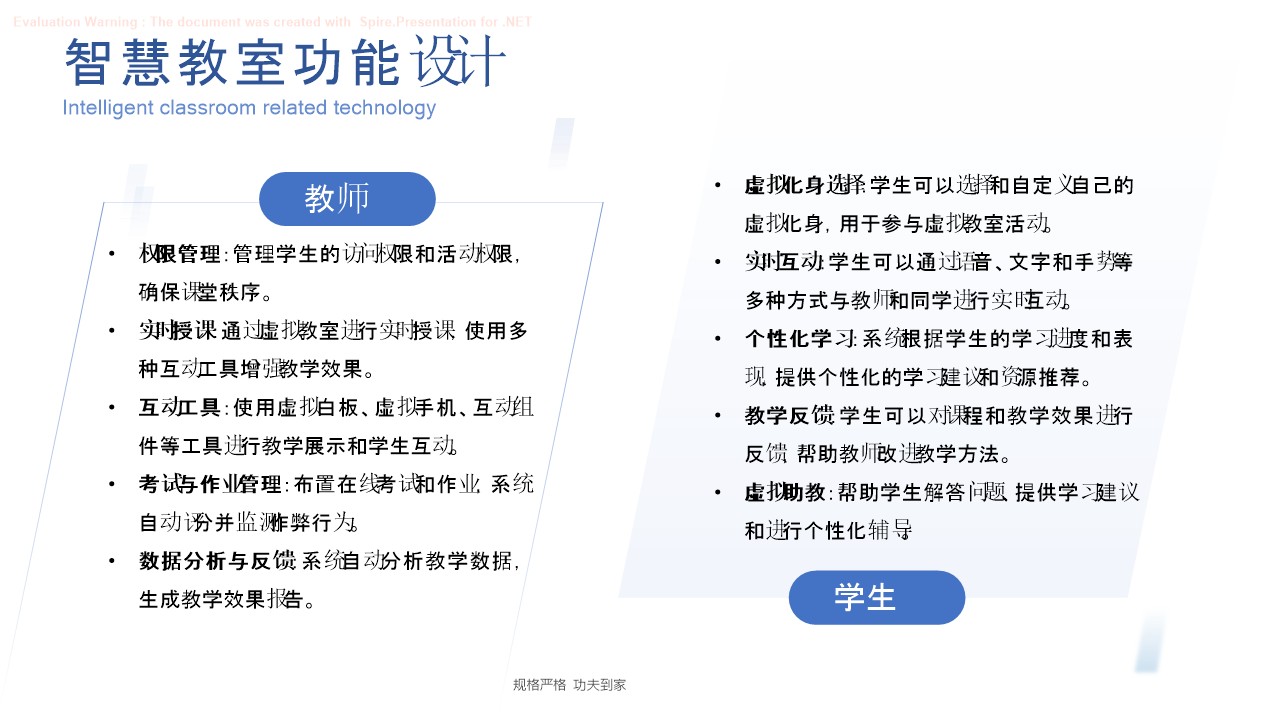 Evaluation Warning : The document was created with Spire.Presentation for .NET
智慧教室功能设计
Intelligent classroom related technology
教师
• 权限管理:管理学生的访问权限和活动权限,
确保课堂秩序。
• 实时授课:通过虚拟教室进行实时授课,使用多
种互动工具增强教学效果。
• 互动工具:使用虚拟白板、虚拟手机、互动组
件等工具进行教学展示和学生互动。
• 考试与作业管理:布置在线考试和作业,系统
自动评分并监测作弊行为。
• 数据分析与反馈:系统自动分析教学数据,
生成教学效果报告。
• 虚拟化身选择:学生可以选择和自定义自己的
虚拟化身,用于参与虚拟教室活动。
• 实时互动:学生可以通过语音、文字和手势等
多种方式与教师和同学进行实时互动。
• 个性化学习:系统根据学生的学习进度和表
现,提供个性化的学习建议和资源推荐。
• 教学反馈:学生可以对课程和教学效果进行
反馈,帮助教师改进教学方法。
• 虚拟助教:帮助学生解答问题,提供学习建议
和进行个性化辅导。
学生
规格严格 功夫到家